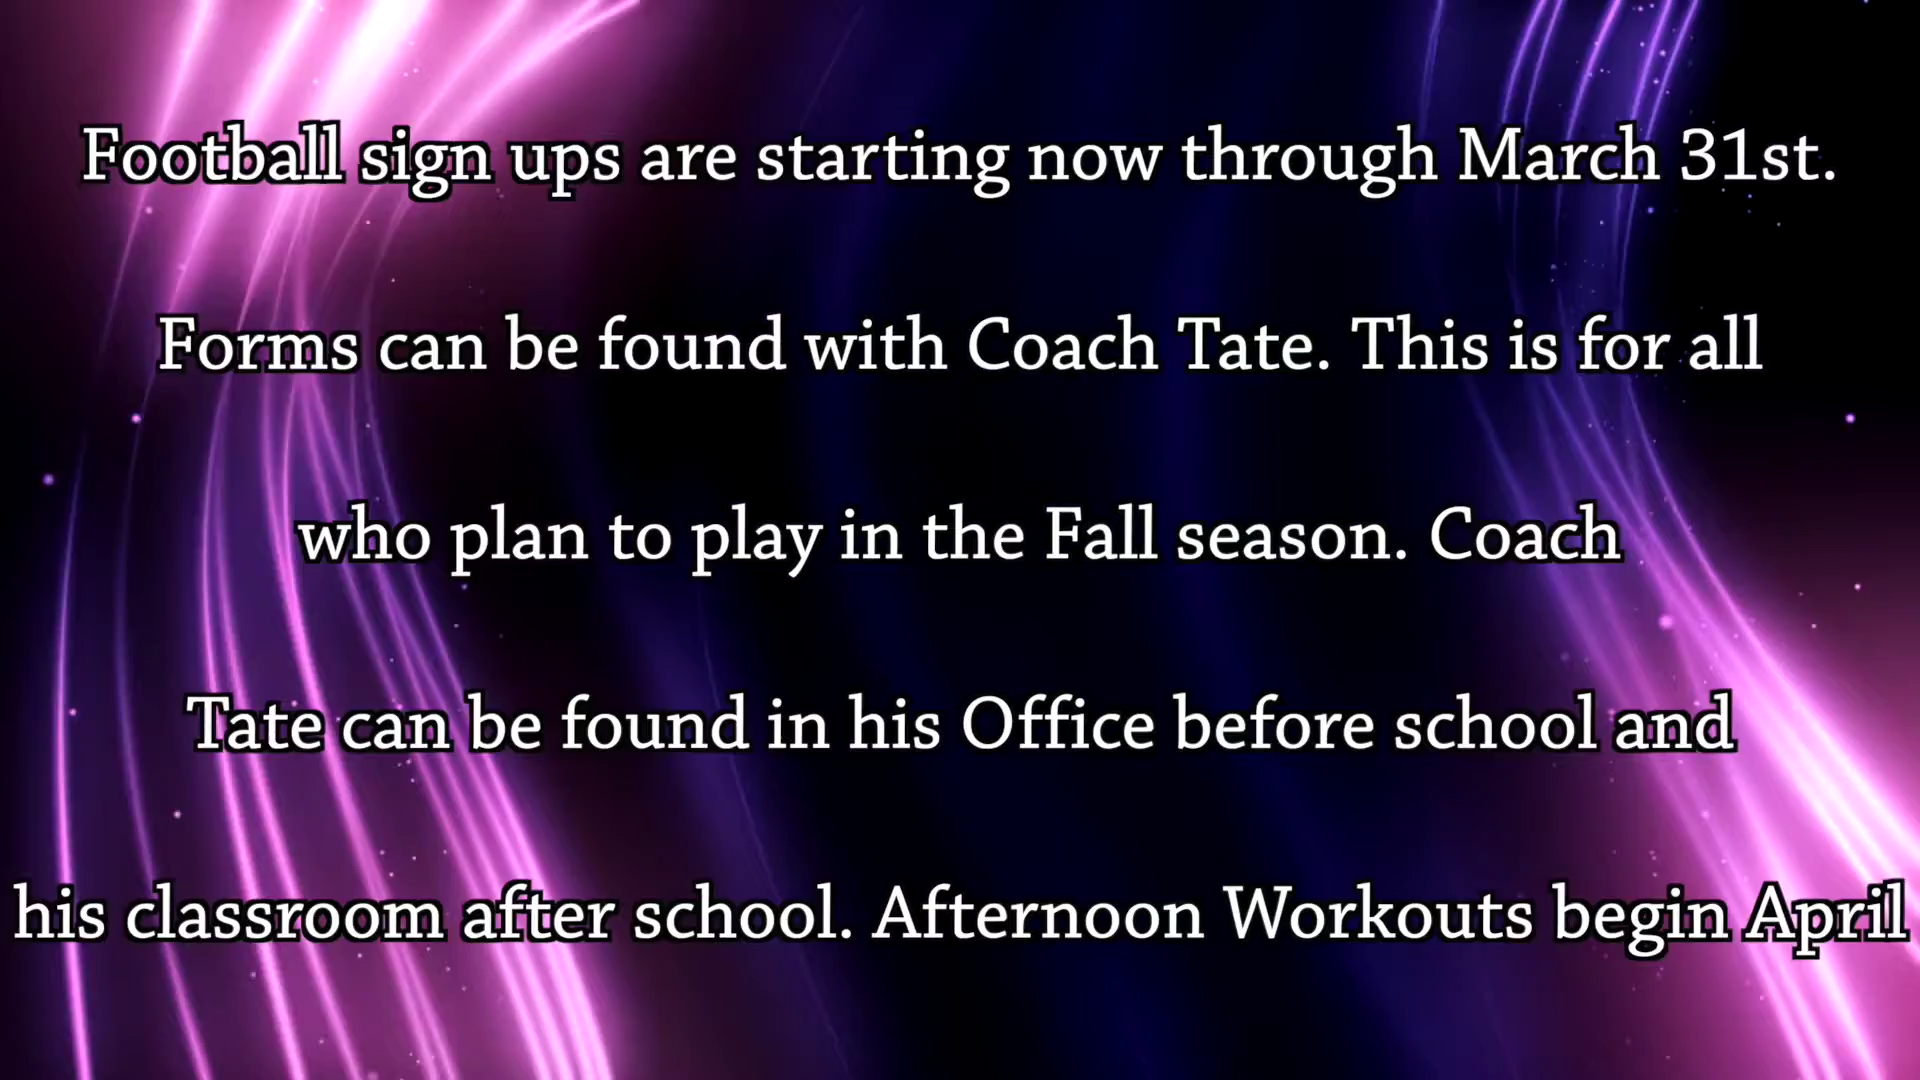 Football sign ups are starting now through March 31st.
Forms can be found with Coach Tate. This is for all
who plan to play in the Fall season. Coach
Tate can be found in his Office before school and
his classroom after school. Afternoon Workouts begin April